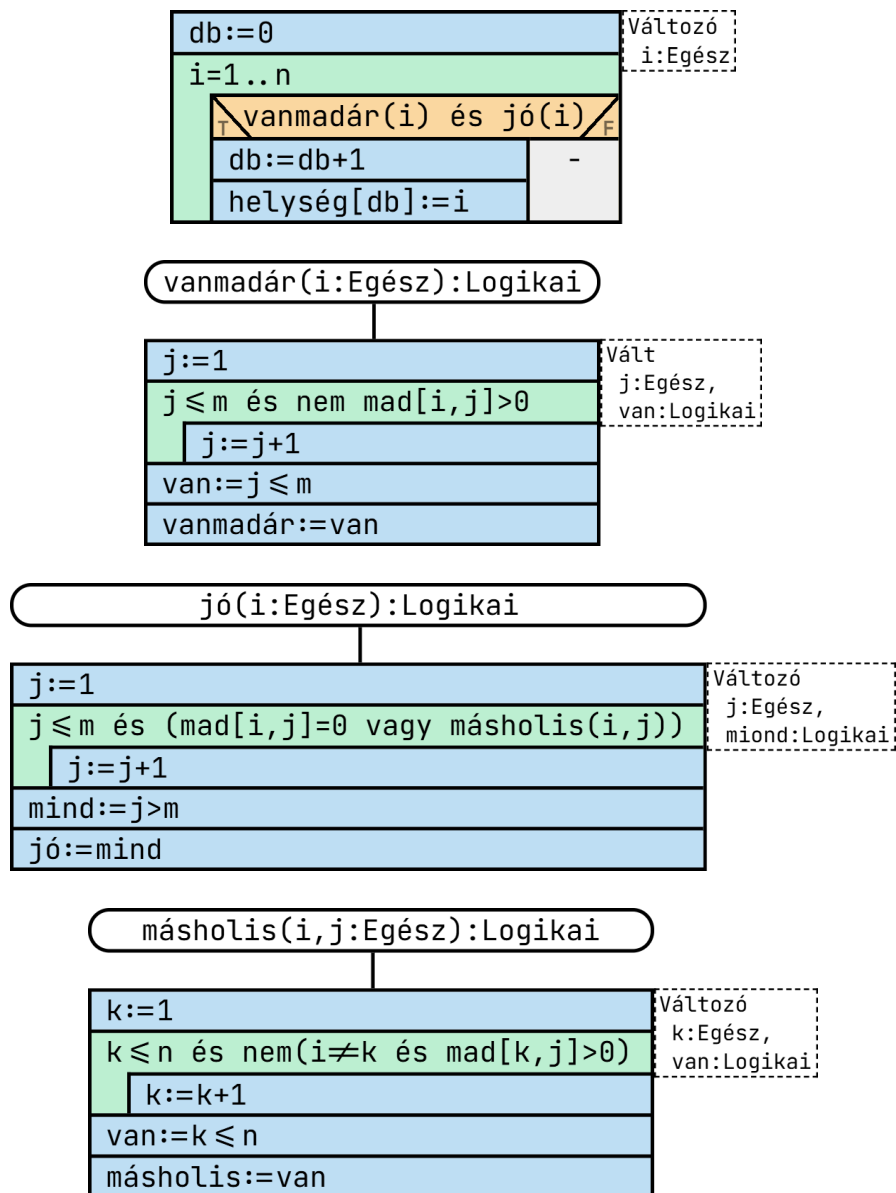 db:=0
Változó
i:Egész
i=1..n
vanmadár(i) és jó(i)
T
F
db:=db+1
-
helység[db]:=i
vanmadár(i:Egész):Logikai
j:=1
Vált
j:Egész,
van:Logikai
j≤m és nem mad[i,j]>0
j:=j+1
van:=j≤m
vanmadár:=van
jó(i:Egész):Logikai
j:=1
Változó
j:Egész,
miond:Logikai
j≤m és (mad[i,j]=0 vagy másholis(i,j))
j:=j+1
mind:=j>m
jó:=mind
másholis(i,j:Egész):Logikai
k:=1
Változó
k:Egész,
van:Logikai
k≤n és nem(i≠k és mad[k,j]>0)
k:=k+1
van:=k≤n
másholis:=van